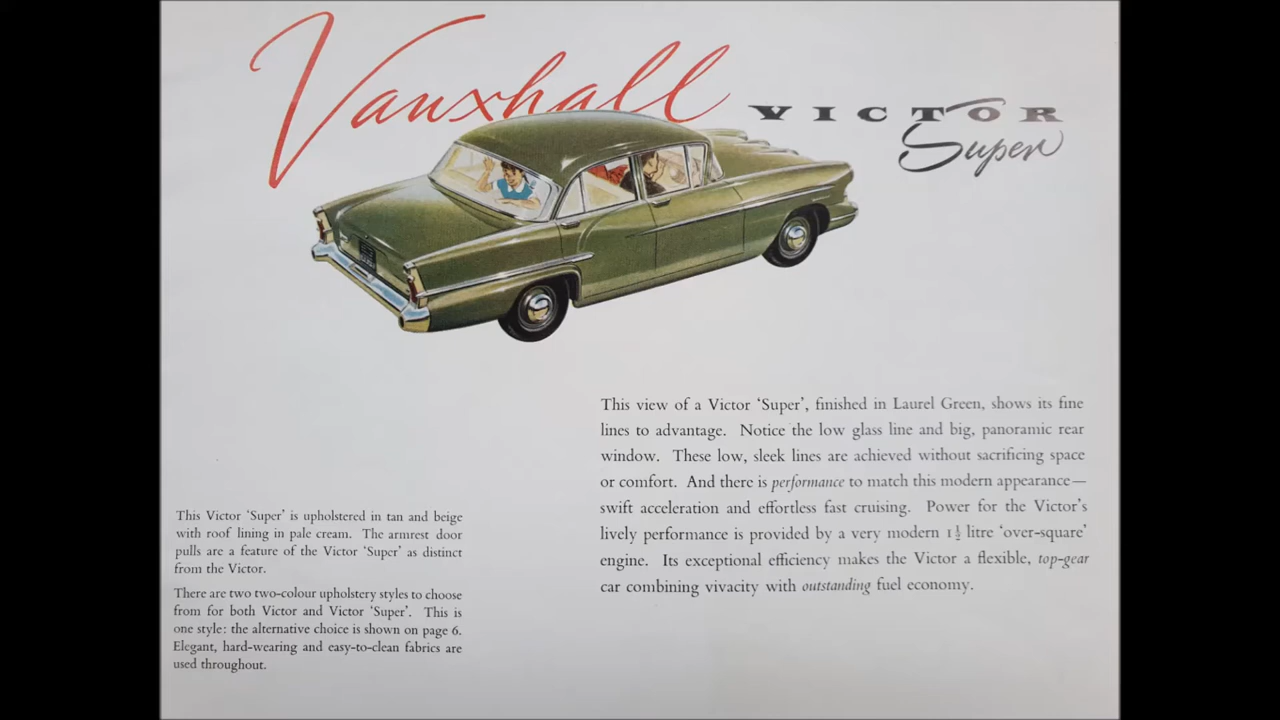 Vauxhall VICTOR
Super
This view of a Victor ‘Super’, finished in Laurel Green, shows its fine
lines to advantage. Notice the low glass line and big, panoramic rear
window. These low, sleek lines are achieved without sacrificing space
or comfort. And there is performance to match this modern appearance—
swift acceleration and effortless fast cruising. Power for the Victor’s
lively performance is provided by a very modern 1½ litre ‘over-square’
engine. Its exceptional efficiency makes the Victor a flexible, top-gear
car combining vivacity with outstanding fuel economy.
This Victor ‘Super’ is upholstered in tan and beige
with roof lining in pale cream. The armrest door
pulls are a feature of the Victor ‘Super’ as distinct
from the Victor.
There are two two-colour upholstery styles to choose
from for both Victor and Victor ‘Super’. This is
one style: the alternative choice is shown on page 6.
Elegant, hard-wearing and easy-to-clean fabrics are
used throughout.